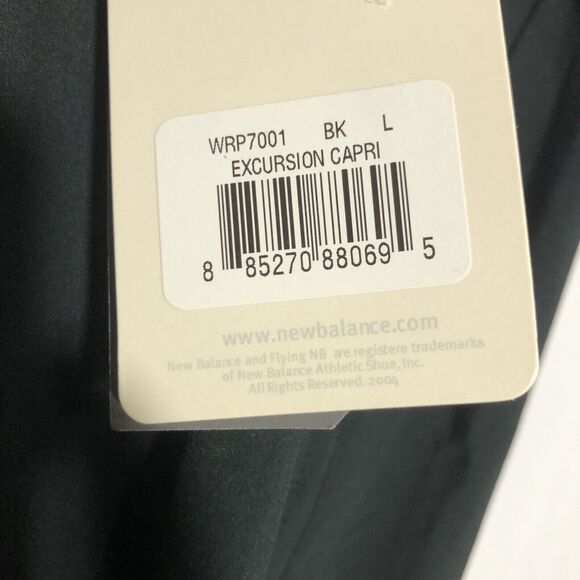 WRP7001 BK L
EXCURSION CAPRI
8 85270 88069 5
www.newbalance.com
New Balance and Flying NB are registere trademarks
of New Balance Athletic Shoe, Inc.
All Rights Reserved. 2004